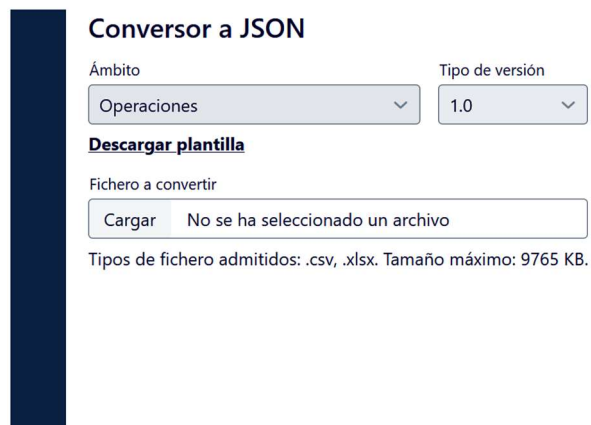 Conversor a JSON
Ámbito
Tipo de versión
Operaciones
1.0
Descargar plantilla
Fichero a convertir
Cargar
No se ha seleccionado un archivo
Tipos de fichero admitidos: .csv, .xlsx. Tamaño máximo: 9765 KB.